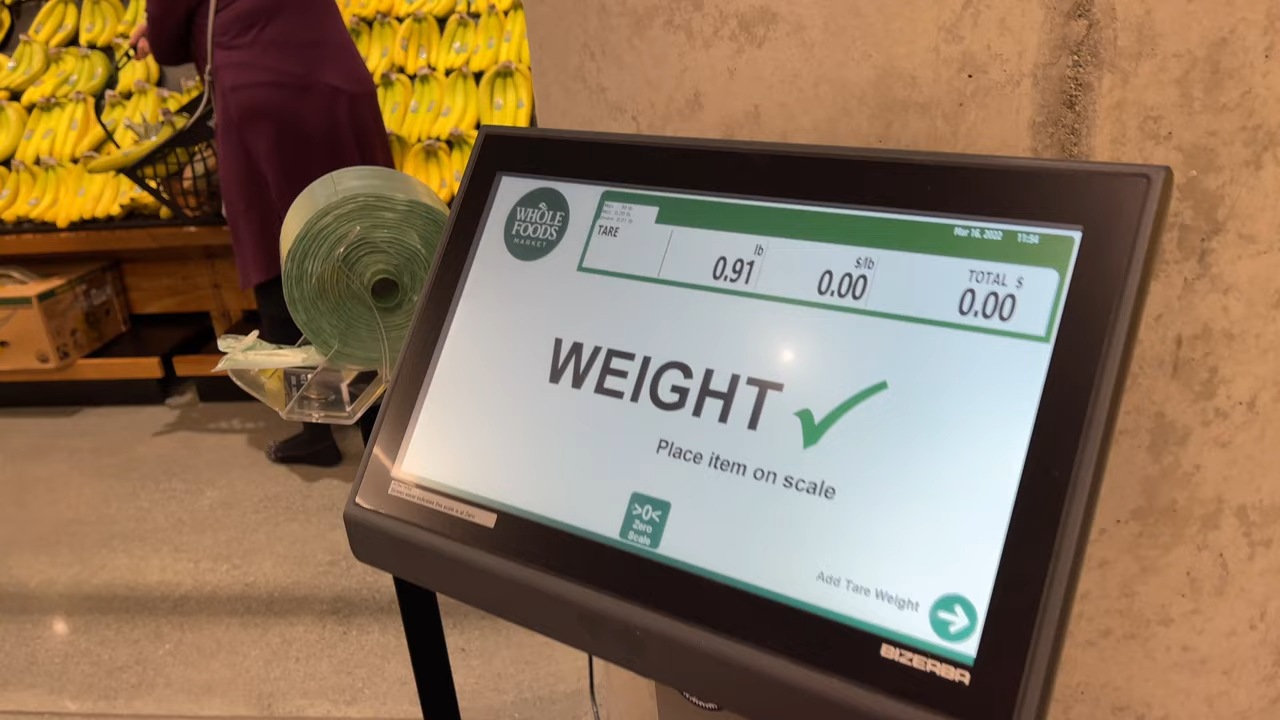 WHOLE
FOODS
MARKET
Mar 16, 2022 11:54
TARE
lb
0.91
$/lb
0.00
TOTAL $
0.00
WEIGHT
Place item on scale
>0<
Zero
Scale
Add Tare Weight
BIZERBA